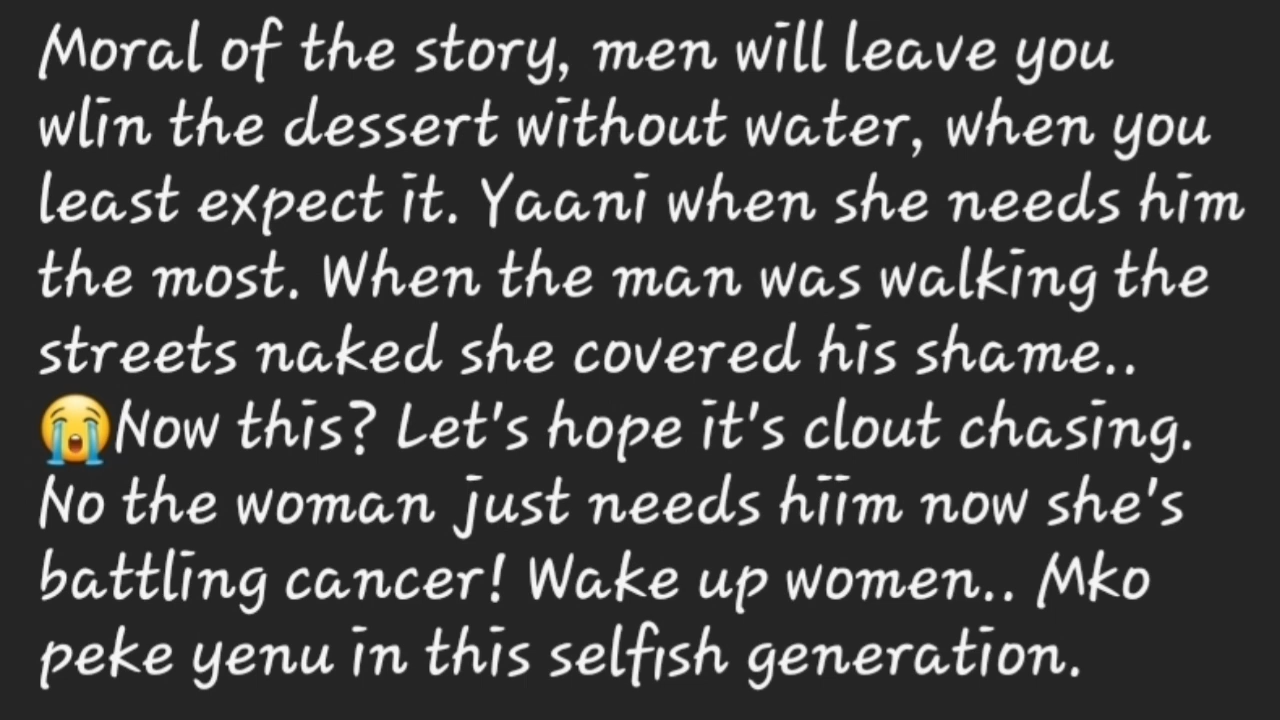 Moral of the story, men will leave you
wlin the dessert without water, when you
least expect it. Yaani when she needs him
the most. When the man was walking the
streets naked she covered his shame..
😭Now this? Let's hope it's clout chasing.
No the woman just needs hiim now she's
battling cancer! Wake up women.. Mko
peke yenu in this selfish generation.